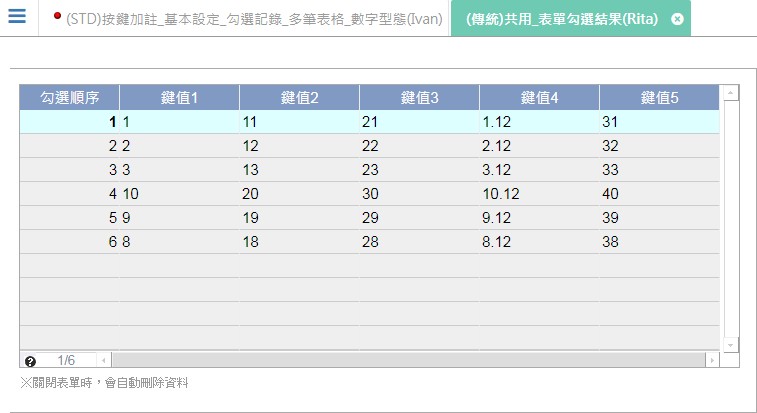 (STD)按鍵加註_基本設定_勾選記錄_多筆表格_數字型態(Ivan) (傳統)共用_表單勾選結果(Rita)
勾選順序 鍵值1 鍵值2 鍵值3 鍵值4 鍵值5
1 1 11 21 1.12 31
2 2 12 22 2.12 32
3 3 13 23 3.12 33
4 10 20 30 10.12 40
5 9 19 29 9.12 39
6 8 18 28 8.12 38
? 1/6
※關閉表單時，會自動刪除資料